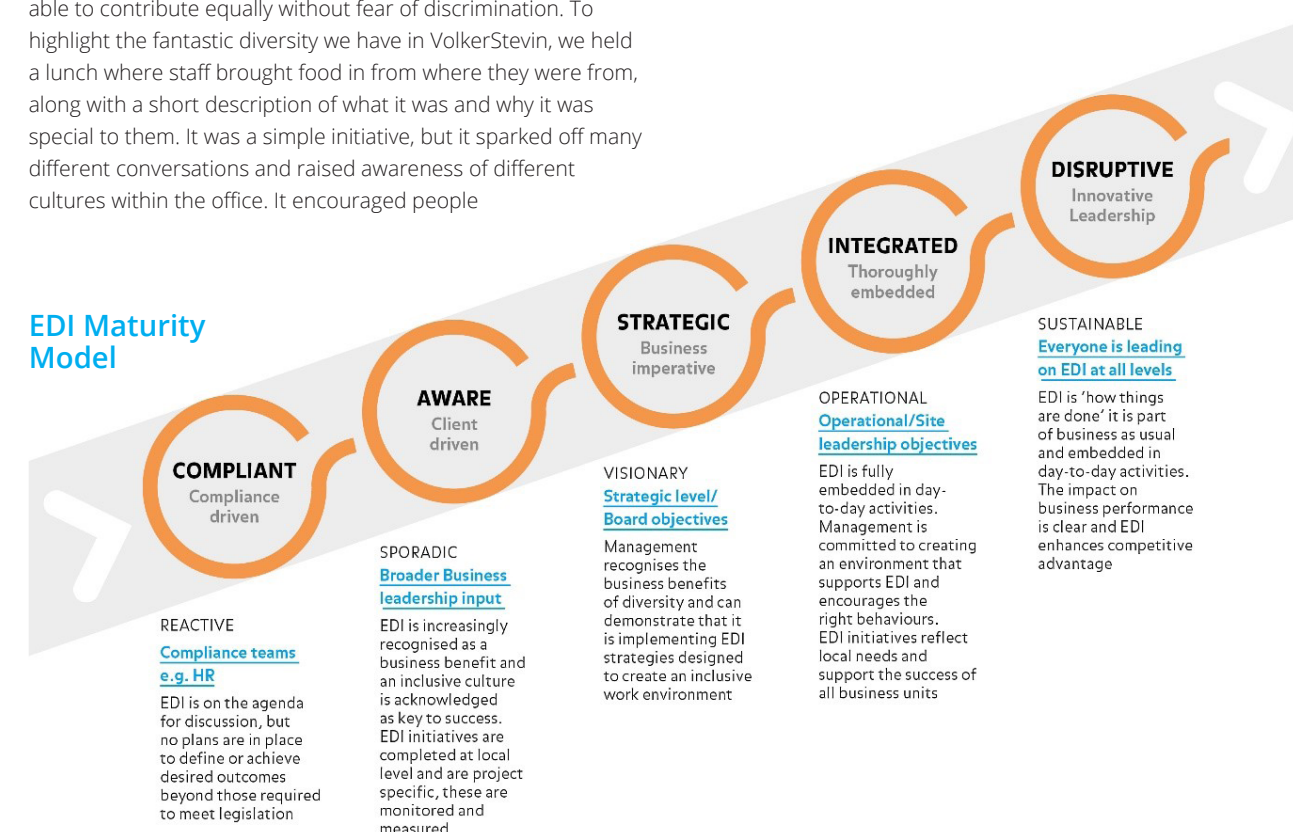 able to contribute equally without fear of discrimination. To
highlight the fantastic diversity we have in VolkerStevin, we held
a lunch where staff brought food in from where they were from,
along with a short description of what it was and why it was
special to them. It was a simple initiative, but it sparked off many
different conversations and raised awareness of different
cultures within the office. It encouraged people
EDI Maturity
Model
COMPLIANT
Compliance
driven
REACTIVE
Compliance teams
e.g. HR
EDI is on the agenda
for discussion, but
no plans are in place
to define or achieve
desired outcomes
beyond those required
to meet legislation
AWARE
Client
driven
SPORADIC
Broader Business
leadership input
EDI is increasingly
recognised as a
business benefit and
an inclusive culture
is acknowledged
as key to success.
EDI initiatives are
completed at local
level and are project
specific, these are
monitored and
measured
STRATEGIC
Business
imperative
VISIONARY
Strategic level/
Board objectives
Management
recognises the
business benefits
of diversity and can
demonstrate that it
is implementing EDI
strategies designed
to create an inclusive
work environment
INTEGRATED
Thoroughly
embedded
OPERATIONAL
Operational/Site
leadership objectives
EDI is fully
embedded in day-
to-day activities.
Management is
committed to creating
an environment that
supports EDI and
encourages the
right behaviours.
EDI initiatives reflect
local needs and
support the success of
all business units
DISRUPTIVE
Innovative
Leadership
SUSTAINABLE
Everyone is leading
on EDI at all levels
EDI is ‘how things
are done’ it is part
of business as usual
and embedded in
day-to-day activities.
The impact on
business performance
is clear and EDI
enhances competitive
advantage